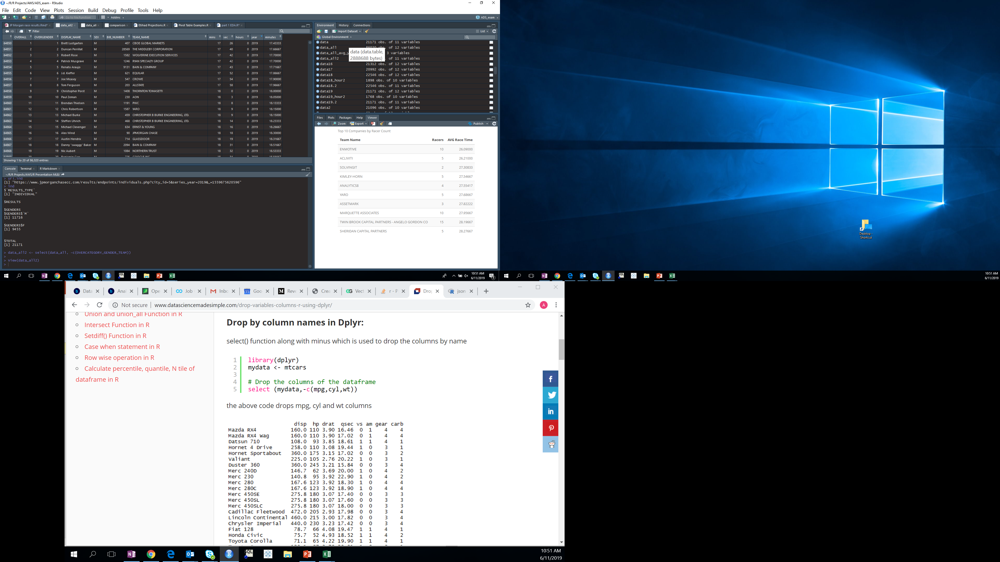 ~/R/R Projects/AWS/ADS_exam - RStudio
File Edit Code View Plots Session Build Debug Profile Tools Help
Go to file/function Addins ADS_exam
JP Morgan race results.Rmd* data_all2 data_all comparison Etihad Projections.R Pivot Table Examples.R part 1 EDA.R*
Filter
OVERALL OVERGENDER DISPLAY_NAME SEX BIB_NUMBER TEAM_NAME mins sec hours year minutes
64850 1 1 Brett Lustgarten M 407 CBOE GLOBAL MARKETS 17 26 0 2019 17.43333
64851 2 2 Duncan Perrillat M 28569 THE MIDDLEBY CORPORATION 17 40 0 2019 17.66667
64852 3 3 Robert Rose M 1582 WOLVERINE EXECUTION SERVICES 17 42 0 2019 17.70000
64853 4 4 Patrick Musgrave M 1246 RYAN SPECIALTY GROUP 17 42 0 2019 17.70000
64854 5 5 Renato Araujo M 9131 BAIN & COMPANY 17 43 0 2019 17.71667
64855 6 6 J.d. Kieffer M 621 EQUILAR 17 52 0 2019 17.86667
64856 7 7 Joe Mcasey M 547 CROWE 17 54 0 2019 17.90000
64857 8 8 Tom Ferguson M 203 ALLSTATE 17 58 0 2019 17.96667
64858 9 9 Christopher Porst M 1408 THORNTON TOMASETTI 18 0 0 2019 18.00000
64859 10 10 Paul Zeman M 230 AON 18 3 0 2019 18.05000
64860 11 11 Brendan Thielsen M 1191 PWC 18 8 0 2019 18.13333
64861 12 12 Chris Robertson M 1587 YARO 18 9 0 2019 18.15000
64862 13 13 Michael Burke M 459 CHRISTOPHER B BURKE ENGINEERING, LTD. 18 9 0 2019 18.15000
64863 14 14 Steffen Uhrich M 468 CHRISTOPHER B BURKE ENGINEERING, LTD. 18 14 0 2019 18.23333
64864 15 15 Michael Clevenger M 634 ERNST & YOUNG 18 16 0 2019 18.26667
64865 16 16 Alex Wind M 90 JPMORGAN CHASE 18 18 0 2019 18.30000
64866 17 17 Austin Hendrix M 714 GLASSDOOR 18 19 0 2019 18.31667
64867 18 18 Danny "swaggy" Baker M 2094 BAIN & COMPANY 18 31 0 2019 18.51667
64868 19 19 Nic Aubert M 1084 NORTHERN TRUST 18 32 0 2019 18.53333
Showing 1 to 20 of 86,020 entries
Console Terminal R Markdown
~/R/R Projects/AWS/R Presentation MLB/
> url.ind
[1] "https://www.jpmorganchasecc.com/results/endpoints/individuals.php?city_id=5&series_year=2019&_=1559675620596"
> ind
$`RESULTS_TYPE`
[1] "INDIVIDUAL"
$RESULTS
$GENDERS
$GENDERS$`M`
[1] 11716
$GENDERS$F
[1] 9455
$TOTAL
[1] 21171
> data_all2 <- select(data_all, -c(OVERCATEGORY_GENDER_TEAM))
>
> View(data_all2)
>
Environment History Connections
Import Dataset List
Global Environment
data 21171 obs. of 11 variables
data_all 86020 obs. of 12 variables
data_all_avg_y 3 variables
data_all2 of 11 variables
data (data.table,
2888688 bytes)
data16 21312 obs. of 12 variables
data17 20992 obs. of 12 variables
data18 22546 obs. of 12 variables
data18_hour2 1898 obs. of 10 variables
data18.2 22546 obs. of 11 variables
data19 21171 obs. of 12 variables
data19_hour2 1768 obs. of 10 variables
data19.2 21171 obs. of 11 variables
data2 21096 obs. of 10 variables
Files Plots Packages Help Viewer
Zoom Export Publish
Top 10 Companies by Racer Count
Team Name Racers AVG Race Time
ENMOTIVE 10 26.09000
ACLIVITI 5 26.21000
SOLVINGIT 2 27.30833
KIMLEY-HORN 5 27.54667
ANALYTICS8 4 27.55417
YARO 5 27.68667
ASSETMARK 3 27.82222
MARQUETTE ASSOCIATES 10 27.95667
TWIN BROOK CAPITAL PARTNERS - ANGELO GORDON CO 15 28.19667
SHERIDAN CAPITAL PARTNERS 5 28.27667
Desktop -
Shortcut
10:51 AM
6/11/2019
10:51 AM
6/11/2019
Data Anal Ope Job Inbo Goo Reve Crea Vect r - P Drop json
Not secure | www.datasciencemadesimple.com/drop-variables-columns-r-using-dplyr/
Union and union_all Function in R
Intersect Function in R
Setdiff() Function in R
Case when statement in R
Row wise operation in R
Calculate percentile, quantile, N tile of
dataframe in R
Drop by column names in Dplyr:
select() function along with minus which is used to drop the columns by name
1 library(dplyr)
2 mydata <- mtcars
3
4 # Drop the columns of the dataframe
5 select (mydata,-c(mpg,cyl,wt))
the above code drops mpg, cyl and wt columns
disp hp drat qsec vs am gear carb
Mazda RX4 160.0 110 3.90 16.46 0 1 4 4
Mazda RX4 Wag 160.0 110 3.90 17.02 0 1 4 4
Datsun 710 108.0 93 3.85 18.61 1 1 4 1
Hornet 4 Drive 258.0 110 3.08 19.44 1 0 3 1
Hornet Sportabout 360.0 175 3.15 17.02 0 0 3 2
Valiant 225.0 105 2.76 20.22 1 0 3 1
Duster 360 360.0 245 3.21 15.84 0 0 3 4
Merc 240D 146.7 62 3.69 20.00 1 0 4 2
Merc 230 140.8 95 3.92 22.90 1 0 4 2
Merc 280 167.6 123 3.92 18.30 1 0 4 4
Merc 280C 167.6 123 3.92 18.90 1 0 4 4
Merc 450SE 275.8 180 3.07 17.40 0 0 3 3
Merc 450SL 275.8 180 3.07 17.60 0 0 3 3
Merc 450SLC 275.8 180 3.07 18.00 0 0 3 3
Cadillac Fleetwood 472.0 205 2.93 17.98 0 0 3 4
Lincoln Continental 460.0 215 3.00 17.82 0 0 3 4
Chrysler Imperial 440.0 230 3.23 17.42 0 0 3 4
Fiat 128 78.7 66 4.08 19.47 1 1 4 1
Honda Civic 75.7 52 4.93 18.52 1 1 4 2
Toyota Corolla 71.1 65 4.22 19.90 1 1 4 1
10:51 AM
6/11/2019